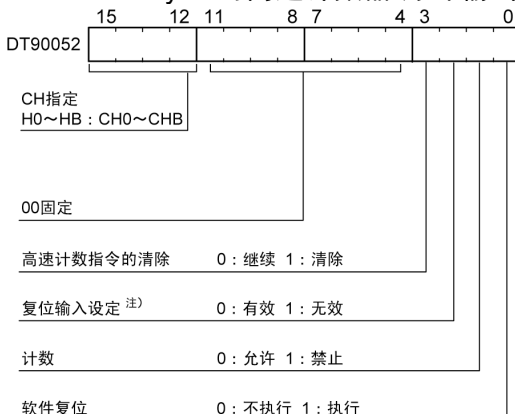 15 12 11 8 7 4 3 0
DT90052
CH指定
H0~HB：CH0~CHB
00固定
高速计数指令的清除 0：继续 1：清除
复位输入设定 注） 0：有效 1：无效
计数 0：允许 1：禁止
软件复位 0：不执行 1：执行